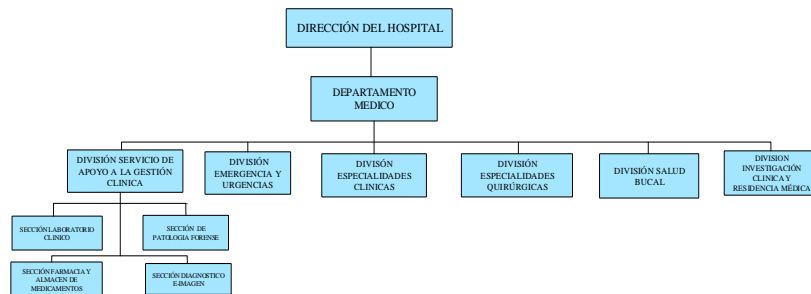 DIRECCIÓN DEL HOSPITAL
DEPARTAMENTO
MEDICO
DIVISIÓN SERVICIO DE
APOYO A LA GESTIÓN
CLINICA
DIVISIÓN
EMERGENCIA Y
URGENCIAS
DIVISIÓN
ESPECIALIDADES
CLINICAS
DIVISIÓN
ESPECIALIDADES
QUIRÚRGICAS
DIVISIÓN SALUD
BUCAL
DIVISION
INVESTIGACIÓN
CLINICA Y
RESIDENCIA MÉDICA
SECCIÓN LABORATORIO
CLINICO
SECCIÓN DE
PATOLOGIA FORENSE
SECCIÓN FARMACIA Y
ALMACEN DE
MEDICAMENTOS
SECCIÓN DIAGNOSTICO
E-IMAGEN